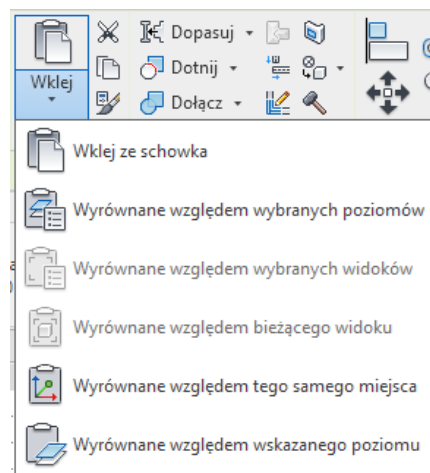 Wklej
Dopasuj
Dotnij
Dołącz
Wklej ze schowka
Wyrównane względem wybranych poziomów
Wyrównane względem wybranych widoków
Wyrównane względem bieżącego widoku
Wyrównane względem tego samego miejsca
Wyrównane względem wskazanego poziomu